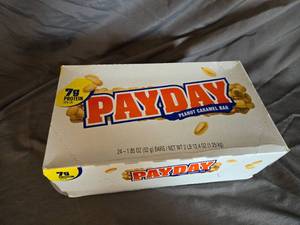 7g
PROTEIN
PAYDAY
PEANUT CARAMEL BAR
24 - 1.85 OZ (52 g) BARS / NET WT 2 LB 12.4 OZ (1.25 kg)
7g
PAYDAY